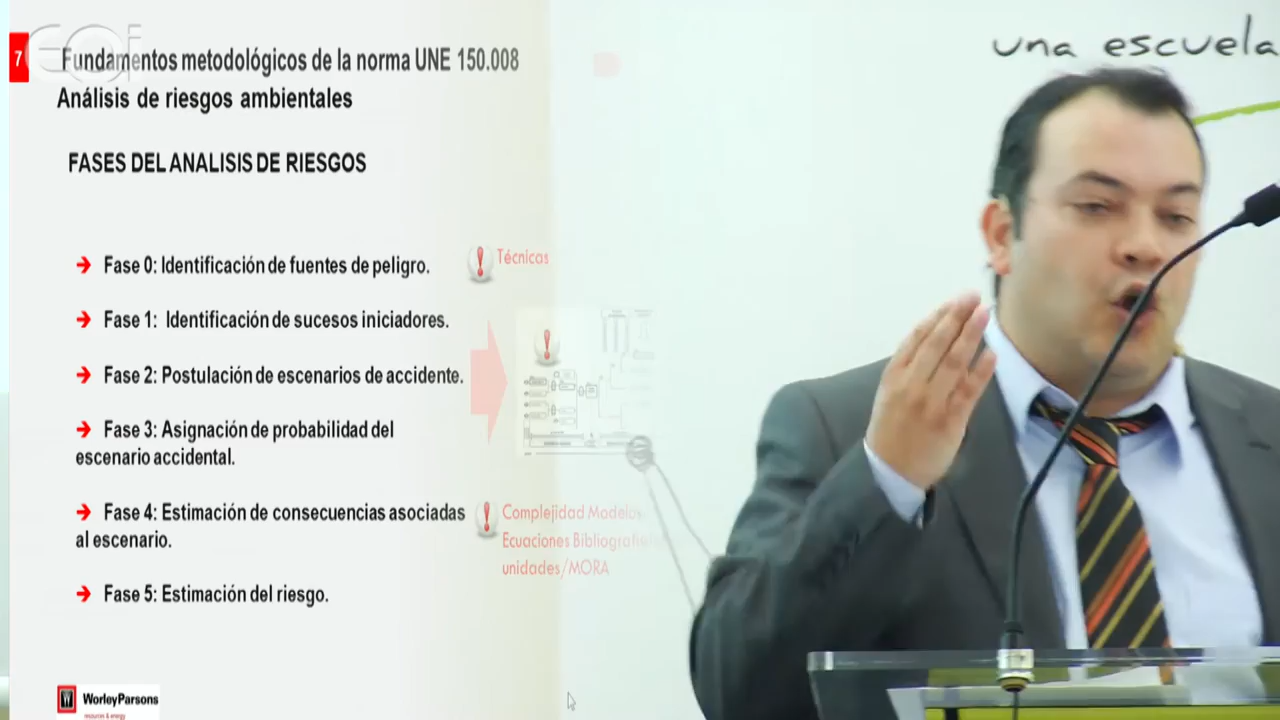 eoi
7
Fundamentos metodológicos de la norma UNE 150.008
una escuela
Análisis de riesgos ambientales
FASES DEL ANALISIS DE RIESGOS
Fase 0: Identificación de fuentes de peligro.
Técnicas
Fase 1: Identificación de sucesos iniciadores.
Fase 2: Postulación de escenarios de accidente.
Fase 3: Asignación de probabilidad del
escenario accidental.
Fase 4: Estimación de consecuencias asociadas
al escenario.
Complejidad Modelos
Ecuaciones
unidades/MORA
Fase 5: Estimación del riesgo.
WorleyParsons
resources & energy